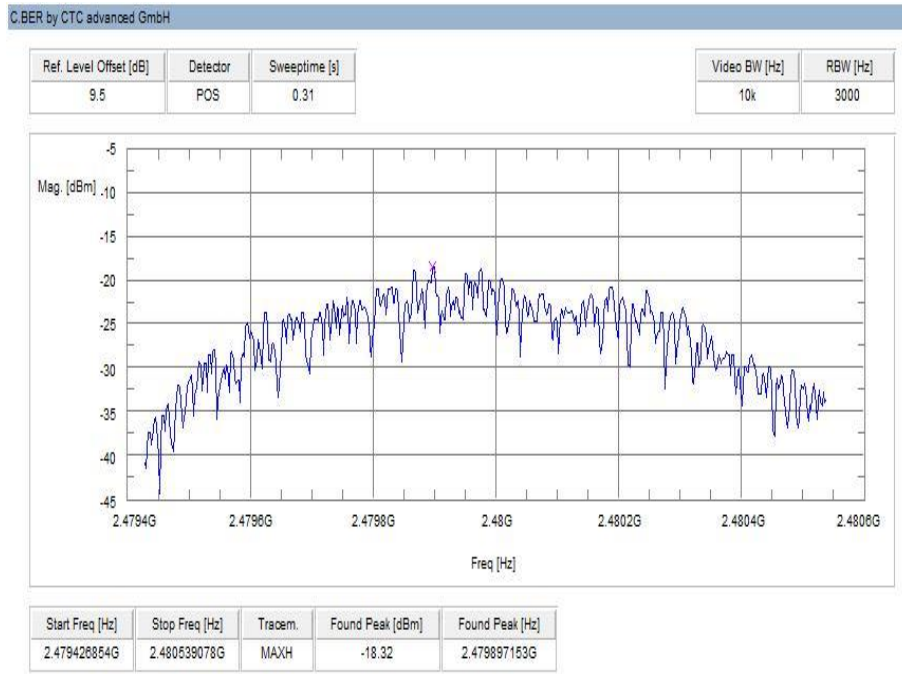 C.BER by CTC advanced GmbH
Ref. Level Offset [dB] Detector Sweeptime [s] Video BW [Hz] RBW [Hz]
9.5 POS 0.31 10k 3000
-5
Mag. [dBm] -10
-15
-20
-25
-30
-35
-40
-45
2.4794G 2.4796G 2.4798G 2.48G 2.4802G 2.4804G 2.4806G
Freq [Hz]
Start Freq [Hz] Stop Freq [Hz] Tracem. Found Peak [dBm] Found Peak [Hz]
2.479426854G 2.480539078G MAXH -18.32 2.479897153G